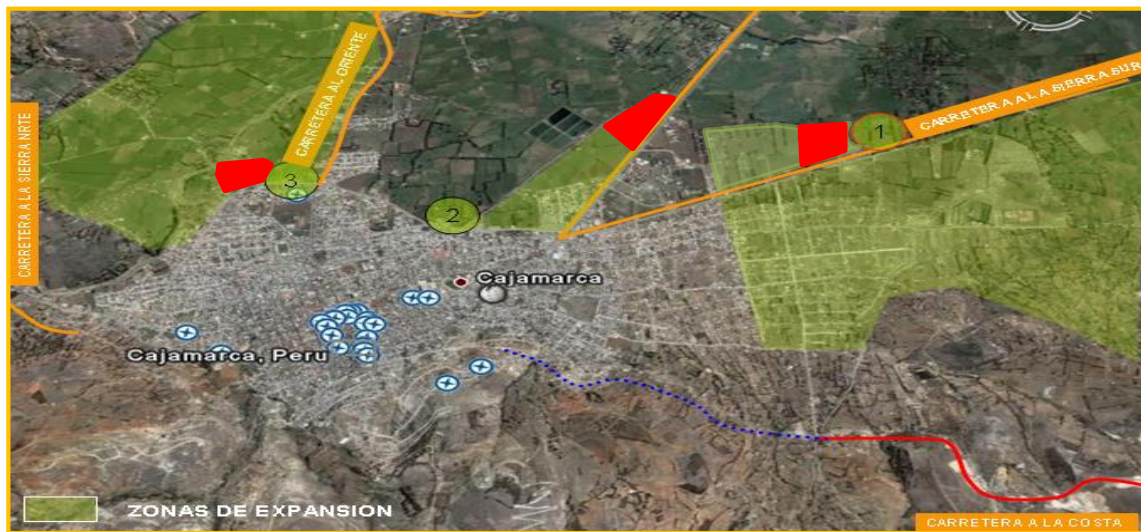 CARRETERA AL ORIENTE
CARRETERA A LA SIERRA SUR
CARRETERA A LA SIERRA NRTE
1
3
2
Cajamarca
Cajamarca, Peru
ZONAS DE EXPANSION
CARRETERA A LA COSTA